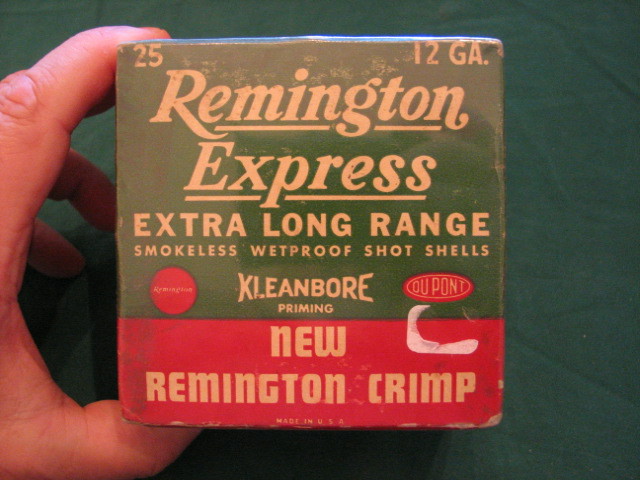 25 12 GA.
Remington
Express
EXTRA LONG RANGE
SMOKELESS WETPROOF SHOT SHELLS
Remington KLEANBORE DU PONT
PRIMING
NEW
REMINGTON CRIMP
MADE IN U.S.A.